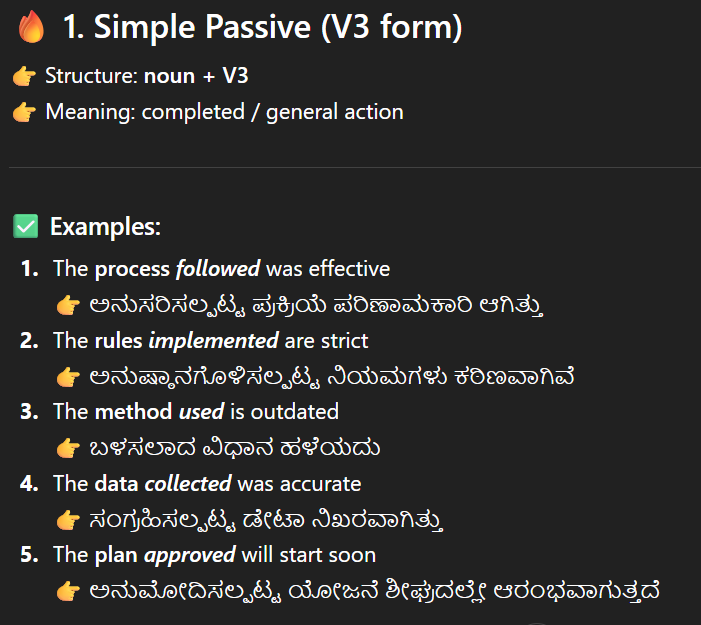 🔥 1. Simple Passive (V3 form)
👉 Structure: noun + V3
👉 Meaning: completed / general action
✅ Examples:
1. The process followed was effective
👉 ಅನುಸರಿಸಲ್ಪಟ್ಟ ಪ್ರಕ್ರಿಯೆ ಪರಿಣಾಮಕಾರಿ ಆಗಿತ್ತು
2. The rules implemented are strict
👉 ಅನುಷ್ಠಾನಗೊಳಿಸಲ್ಪಟ್ಟ ನಿಯಮಗಳು ಕಠಿಣವಾಗಿವೆ
3. The method used is outdated
👉 ಬಳಸಲಾದ ವಿಧಾನ ಹಳೆಯದು
4. The data collected was accurate
👉 ಸಂಗ್ರಹಿಸಲ್ಪಟ್ಟ ಡೇಟಾ ನಿಖರವಾಗಿತ್ತು
5. The plan approved will start soon
👉 ಅನುಮೋದಿಸಲ್ಪಟ್ಟ ಯೋಜನೆ ಶೀಘ್ರದಲ್ಲೇ ಆರಂಭವಾಗುತ್ತದೆ